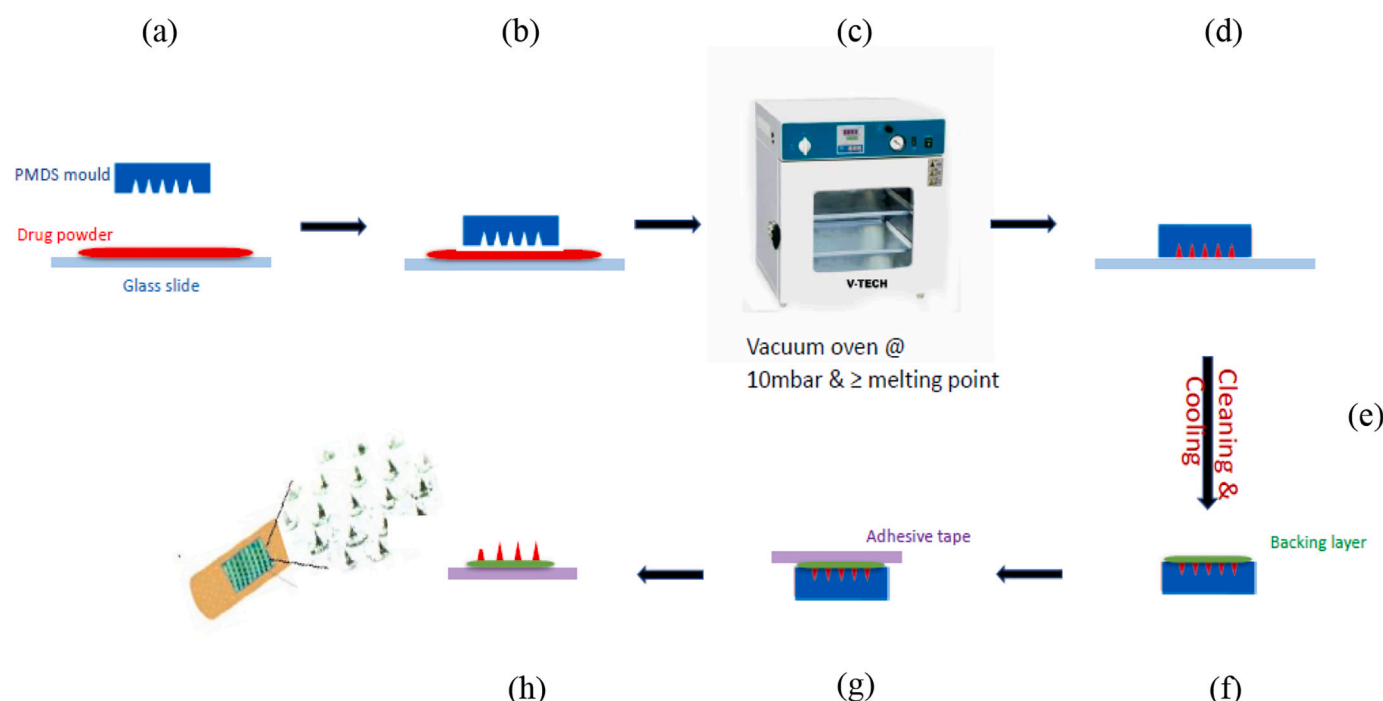 (a)
(b)
(c)
(d)
PMDS mould
Drug powder
Glass slide
V-TECH
Vacuum oven @
10mbar & ≥ melting point
Cleaning &
Cooling
(e)
Adhesive tape
Backing layer
(h)
(g)
(f)